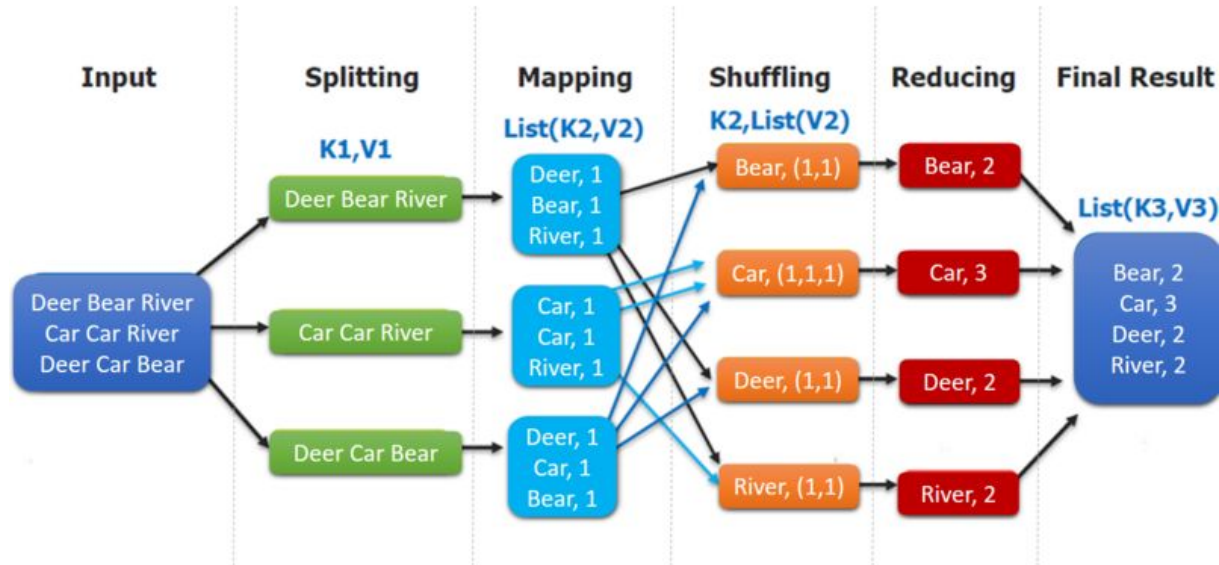 Input
Splitting
Mapping
Shuffling
Reducing
Final Result
K1,V1
List(K2,V2)
K2,List(V2)
List(K3,V3)
Deer Bear River
Car Car River
Deer Car Bear
Deer Bear River
Car Car River
Deer Car Bear
Deer, 1
Bear, 1
River, 1
Car, 1
Car, 1
River, 1
Deer, 1
Car, 1
Bear, 1
Bear, (1,1)
Car, (1,1,1)
Deer, (1,1)
River, (1,1)
Bear, 2
Car, 3
Deer, 2
River, 2
Bear, 2
Car, 3
Deer, 2
River, 2